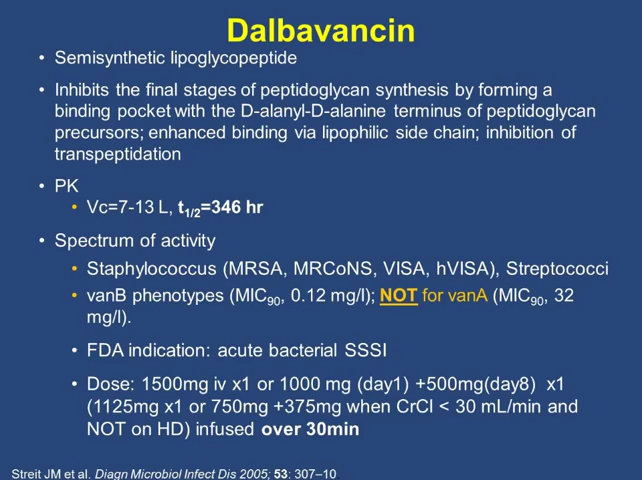 Dalbavancin
• Semisynthetic lipoglycopeptide
• Inhibits the final stages of peptidoglycan synthesis by forming a
binding pocket with the D-alanyl-D-alanine terminus of peptidoglycan
precursors; enhanced binding via lipophilic side chain; inhibition of
transpeptidation
• PK
• Vc=7-13 L, t1/2=346 hr
• Spectrum of activity
• Staphylococcus (MRSA, MRCoNS, VISA, hVISA), Streptococci
• vanB phenotypes (MIC90, 0.12 mg/l); NOT for vanA (MIC90, 32
mg/l).
• FDA indication: acute bacterial SSSI
• Dose: 1500mg iv x1 or 1000 mg (day1) +500mg(day8) x1
(1125mg x1 or 750mg +375mg when CrCl < 30 mL/min and
NOT on HD) infused over 30min
Streit JM et al. Diagn Microbiol Infect Dis 2005; 53: 307–10